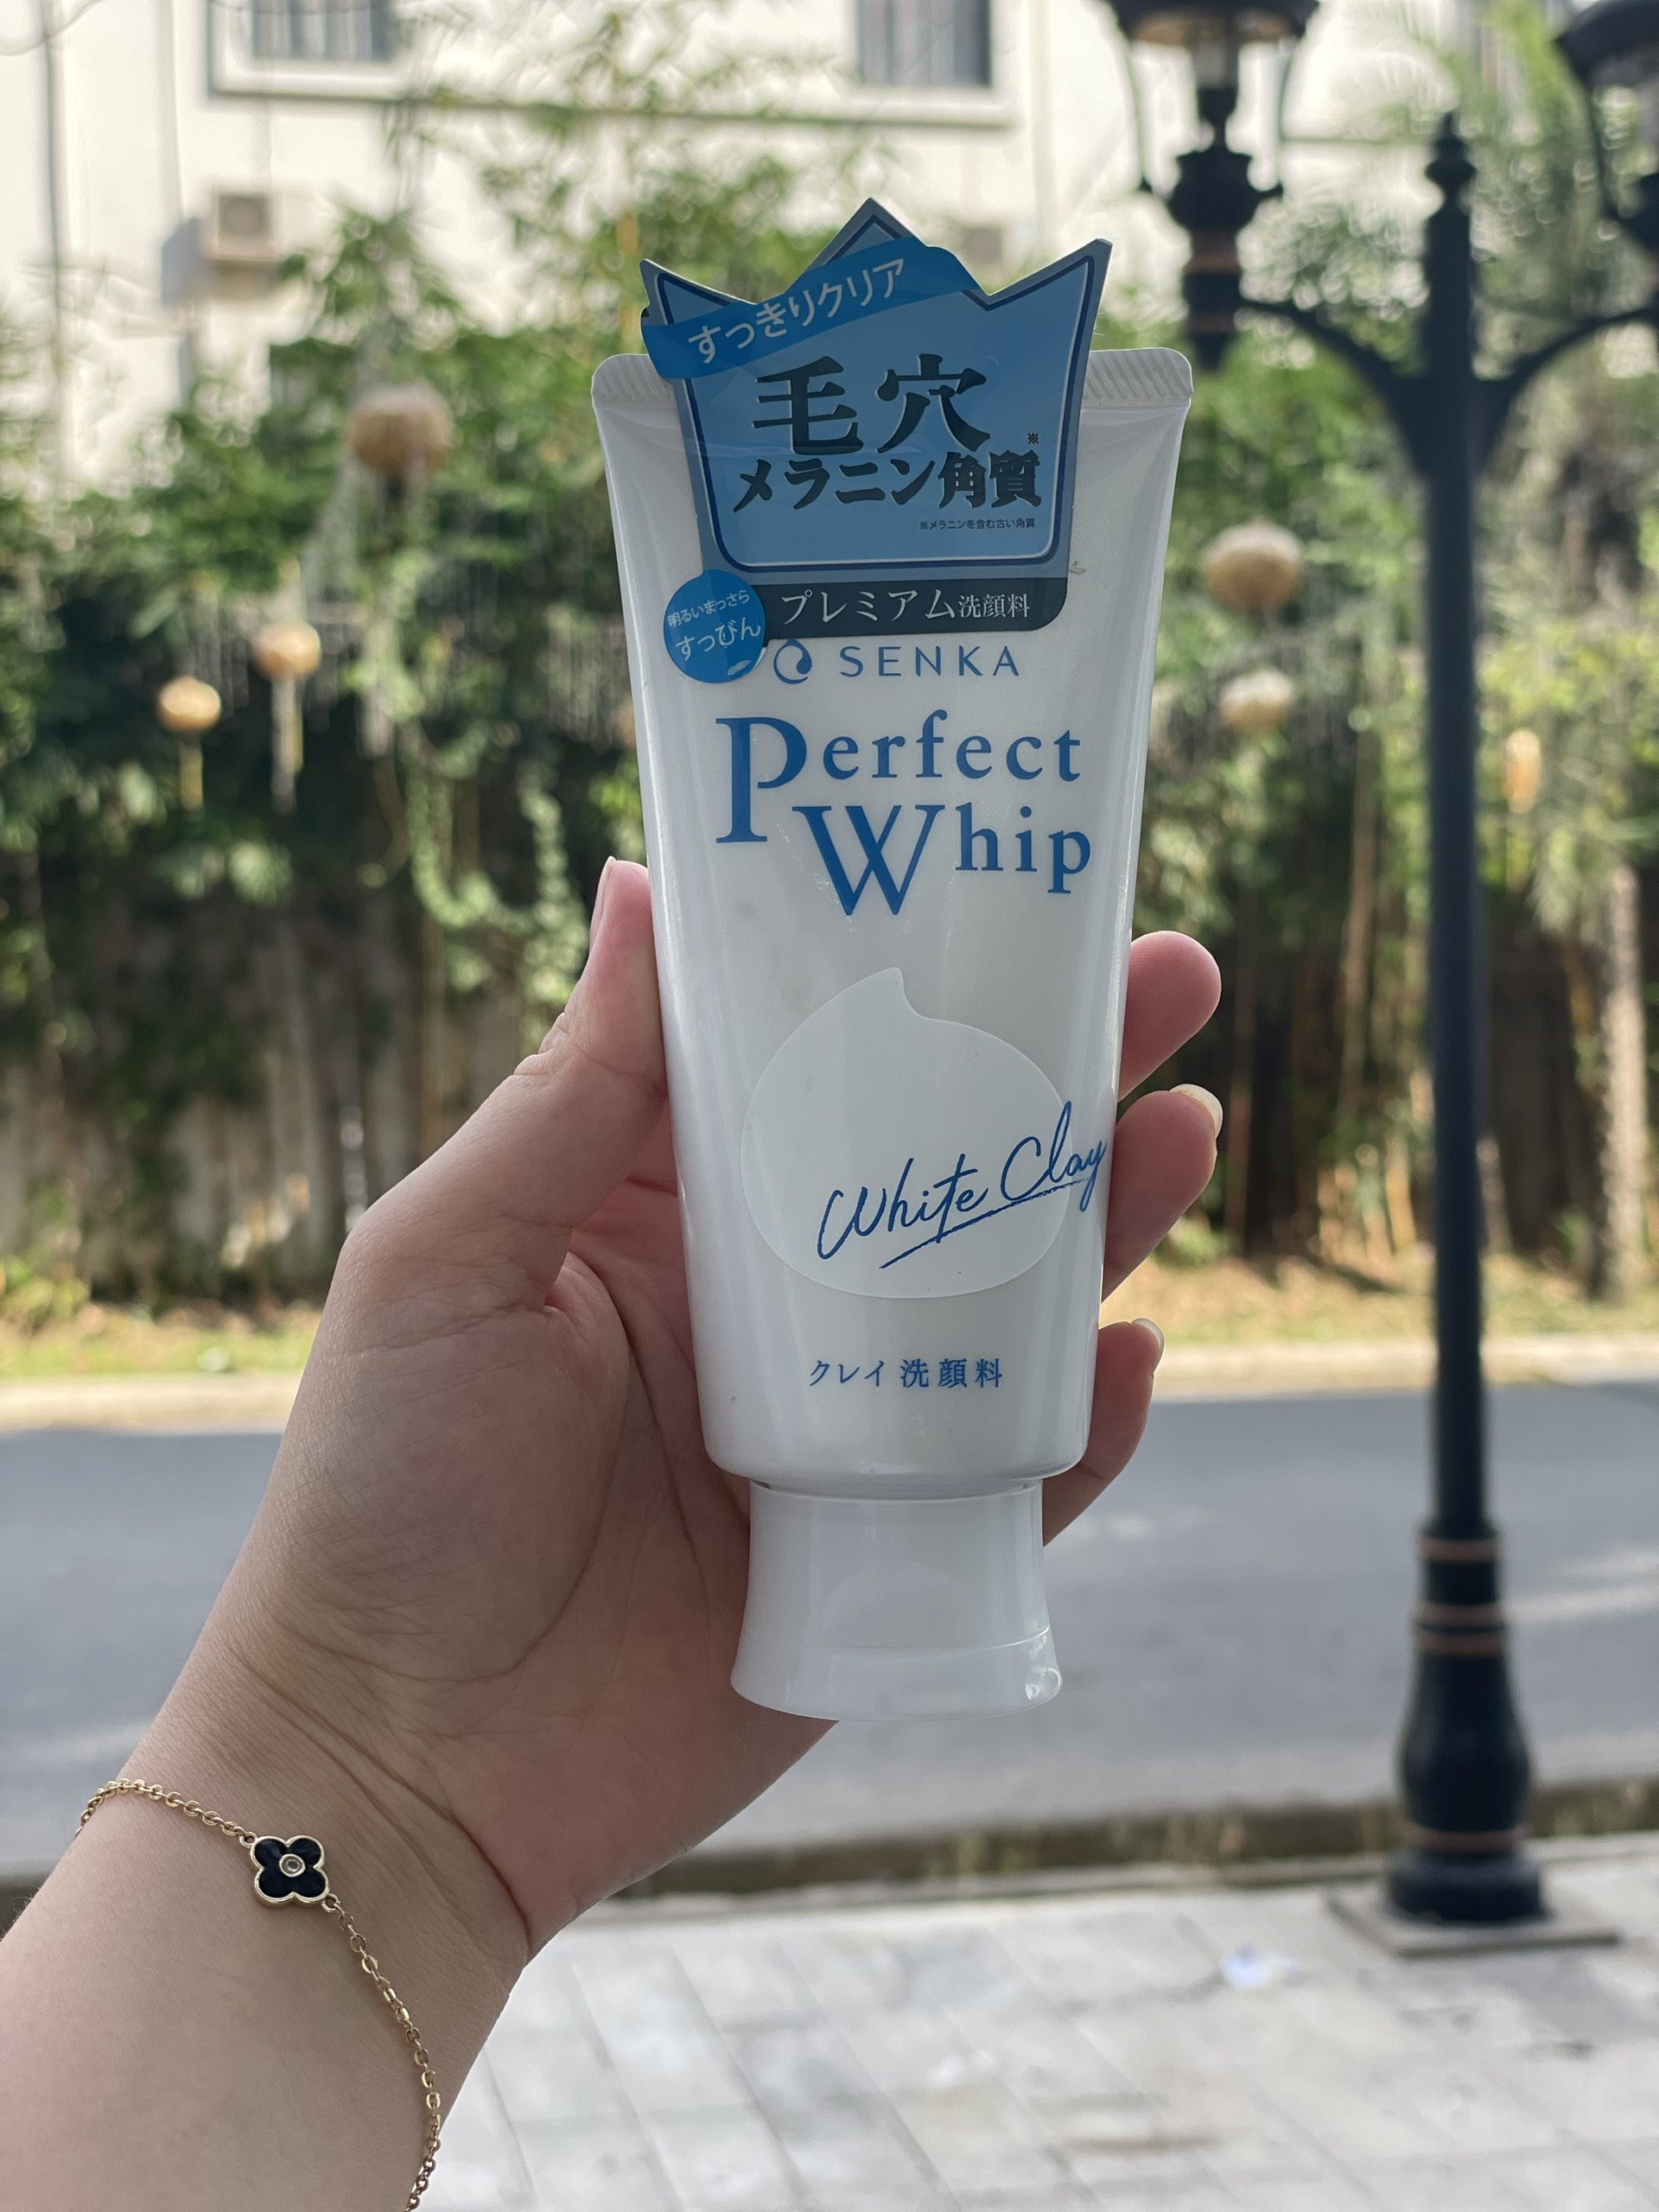 すっきりクリア
毛穴
メラニン角質※
※メラニンを含む古い角質
プレミアム洗顔料
明るいまっさら
すっぴん
SENKA
Perfect
Whip
White Clay
クレイ洗顔料